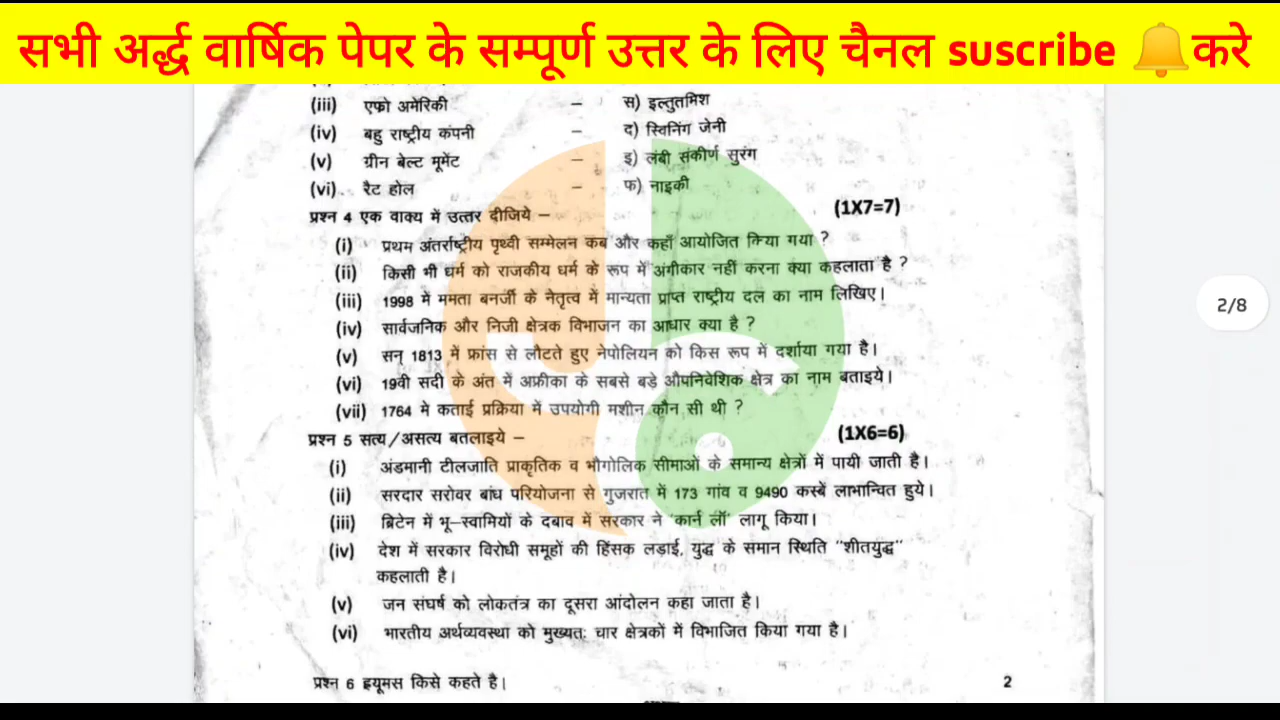 सभी अर्द्ध वार्षिक पेपर के सम्पूर्ण उत्तर के लिए चैनल suscribe 🔔करे
(iii) एफ्रो अमेरिकी – स) इल्तुतमिश
(iv) बहु राष्ट्रीय कंपनी – द) स्पिनिंग जेनी
(v) ग्रीन बेल्ट मूमेंट – इ) लंबी संकीर्ण सुरंग
(vi). रैट होल – फ) नाइकी
प्रश्न 4 एक वाक्य में उत्तर दीजिये – (1X7=7)
(i) प्रथम अंतर्राष्ट्रीय पृथ्वी सम्मेलन कब और कहाँ आयोजित किया गया ?
(ii) किसी भी धर्म को राजकीय धर्म के रूप में अंगीकार नहीं करना क्या कहलाता है ?
(iii) 1998 में ममता बनर्जी के नेतृत्व में मान्यता प्राप्त राष्ट्रीय दल का नाम लिखिए।
(iv) सार्वजनिक और निजी क्षेत्रक विभाजन का आधार क्या है ?
(v) सन् 1813 में फ्रांस से लौटते हुए नेपोलियन को किस रूप में दर्शाया गया है।
(vi) 19वी सदी के अंत में अफ्रीका के सबसे बड़े औपनिवेशिक क्षेत्र का नाम बताइये।
(vii) 1764 मे कताई प्रक्रिया में उपयोगी मशीन कौन सी थी ?
प्रश्न 5 सत्य/असत्य बतलाइये – (1X6=6)
(i) अंडमानी टीलजाति प्राकृतिक व भौगोलिक सीमाओं के समान्य क्षेत्रों में पायी जाती है।
(ii) सरदार सरोवर बांध परियोजना से गुजरात में 173 गांव व 9490 कस्बें लाभान्वित हुये।
(iii) ब्रिटेन में भू–स्वामियों के दबाव में सरकार ने 'कार्न लॉ' लागू किया।
(iv) देश में सरकार विरोधी समूहों की हिंसक लड़ाई, युद्ध के समान स्थिति "शीतयुद्ध"
कहलाती है।
(v) जन संघर्ष को लोकतंत्र का दूसरा आंदोलन कहा जाता है।
(vi) भारतीय अर्थव्यवस्था को मुख्यतः चार क्षेत्रकों में विभाजित किया गया है।
प्रश्न 6 ह्यूमस किसे कहते है। 2
2/8